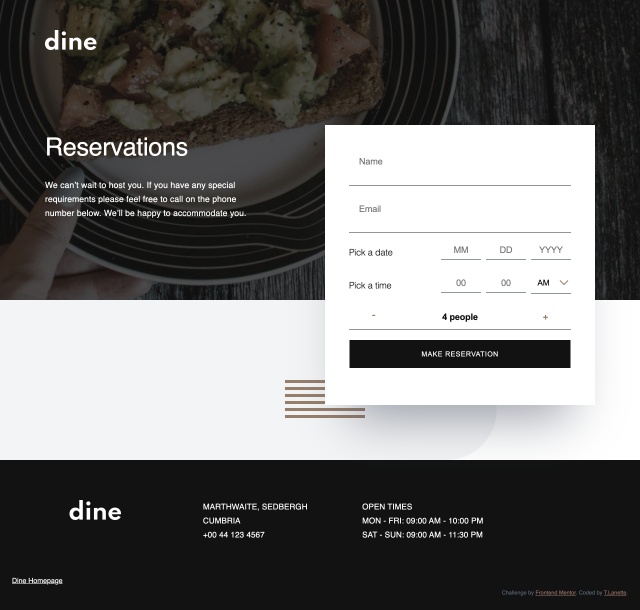 dine
Reservations
We can't wait to host you. If you have any special
requirements please feel free to call on the phone
number below. We'll be happy to accommodate you.
Name
Email
Pick a date MM DD YYYY
Pick a time 00 00 AM
- 4 people +
MAKE RESERVATION
dine
MARTHWAITE, SEDBERGH
CUMBRIA
+00 44 123 4567
OPEN TIMES
MON - FRI: 09:00 AM - 10:00 PM
SAT - SUN: 09:00 AM - 11:30 PM
Dine Homepage
Challenge by Frontend Mentor. Coded by T.Lanette.